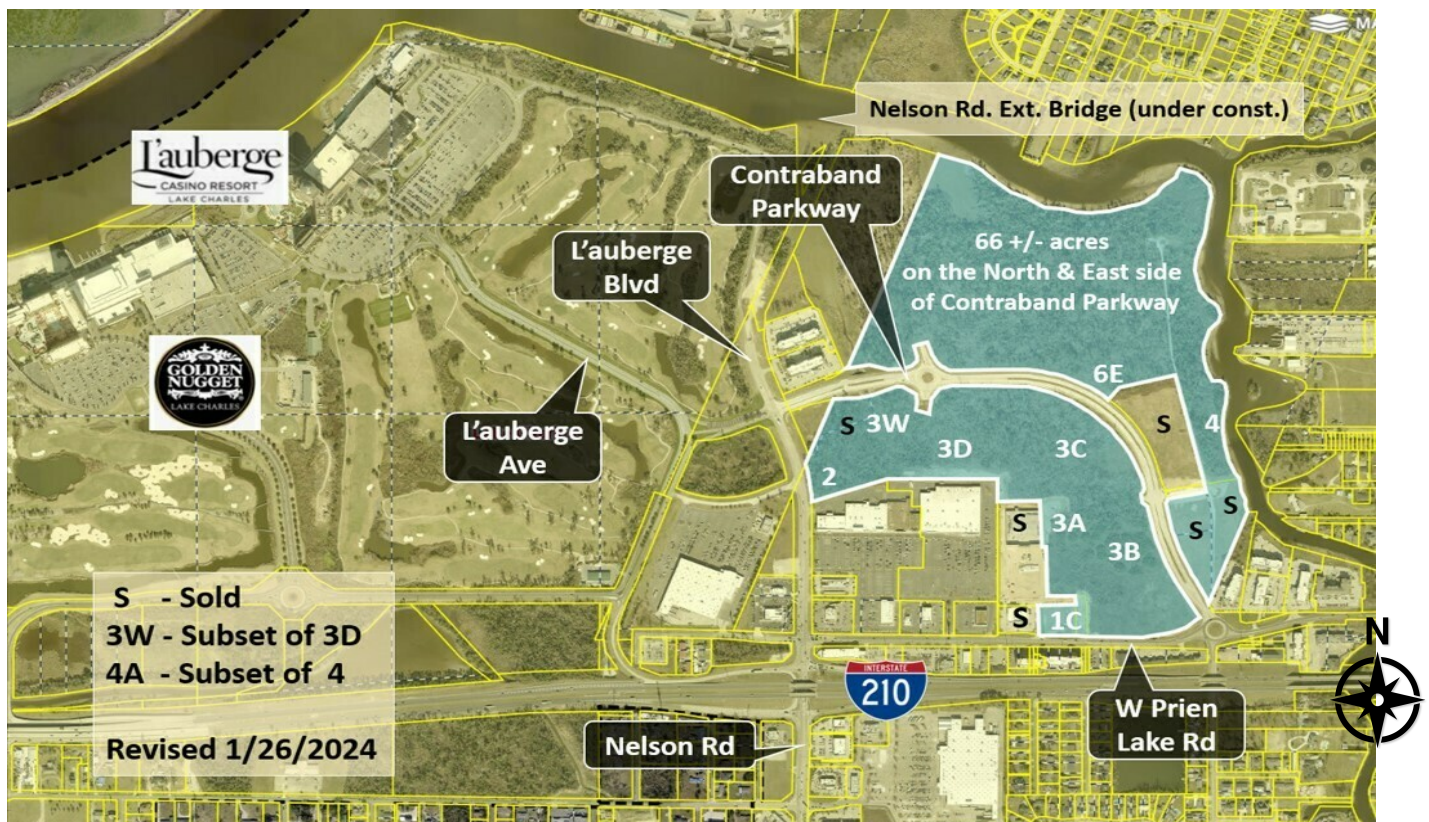 MA
Nelson Rd. Ext. Bridge (under const.)
L'auberge
CASINO RESORT
LAKE CHARLES
Contraband
Parkway
L'auberge
Blvd
66 +/- acres
on the North & East side
of Contraband Parkway
GOLDEN
NUGGET
LAKE CHARLES
6E
L'auberge
Ave
S 3W
S
4
3D
3C
2
S
S
3A
S
3B
S
1C
S - Sold
3W - Subset of 3D
4A - Subset of 4
Revised 1/26/2024
N
INTERSTATE
210
W Prien
Lake Rd
Nelson Rd